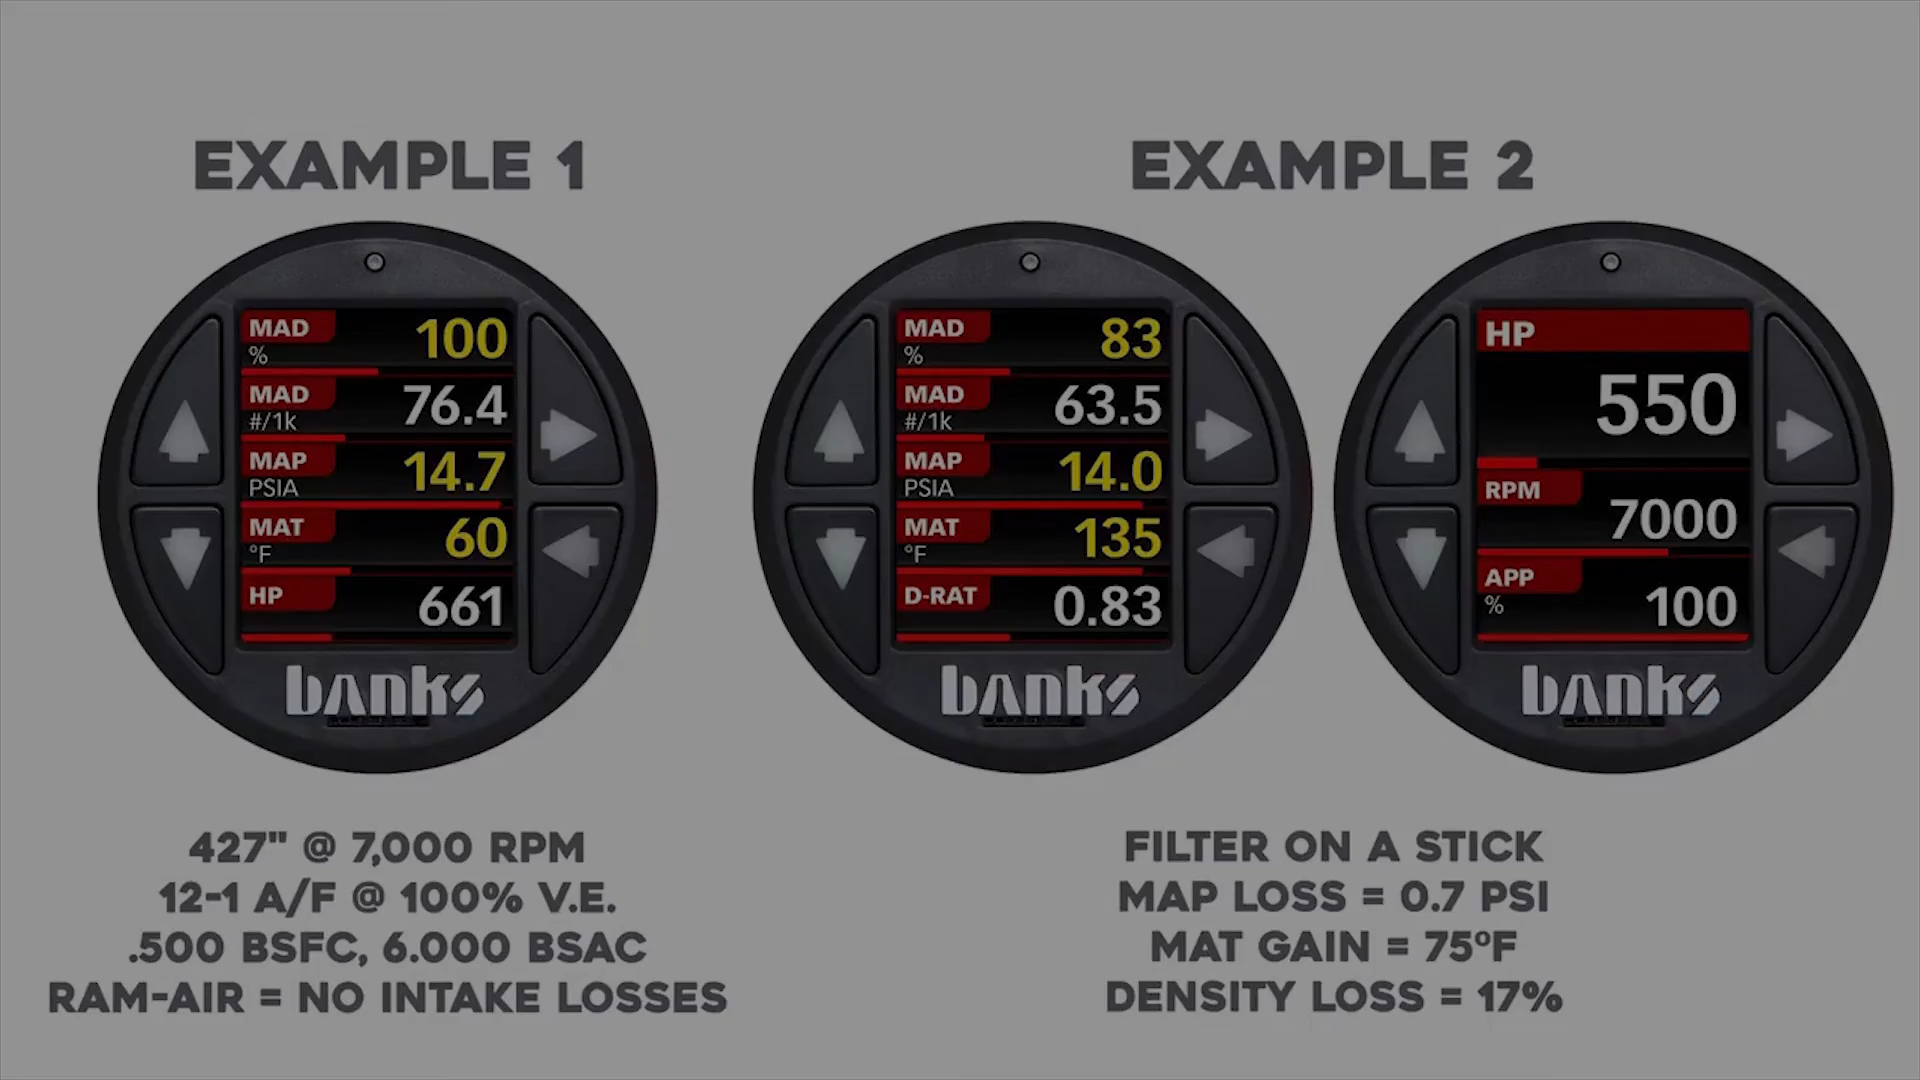 EXAMPLE 1
MAD % 100
MAD #/1k 76.4
MAP PSIA 14.7
MAT °F 60
HP 661
banks
427" @ 7,000 RPM
12-1 A/F @ 100% V.E.
.500 BSFC, 6.000 BSAC
RAM-AIR = NO INTAKE LOSSES
EXAMPLE 2
MAD % 83
MAD #/1k 63.5
MAP PSIA 14.0
MAT °F 135
D-RAT 0.83
banks
HP
550
RPM 7000
APP % 100
banks
FILTER ON A STICK
MAP LOSS = 0.7 PSI
MAT GAIN = 75ºF
DENSITY LOSS = 17%